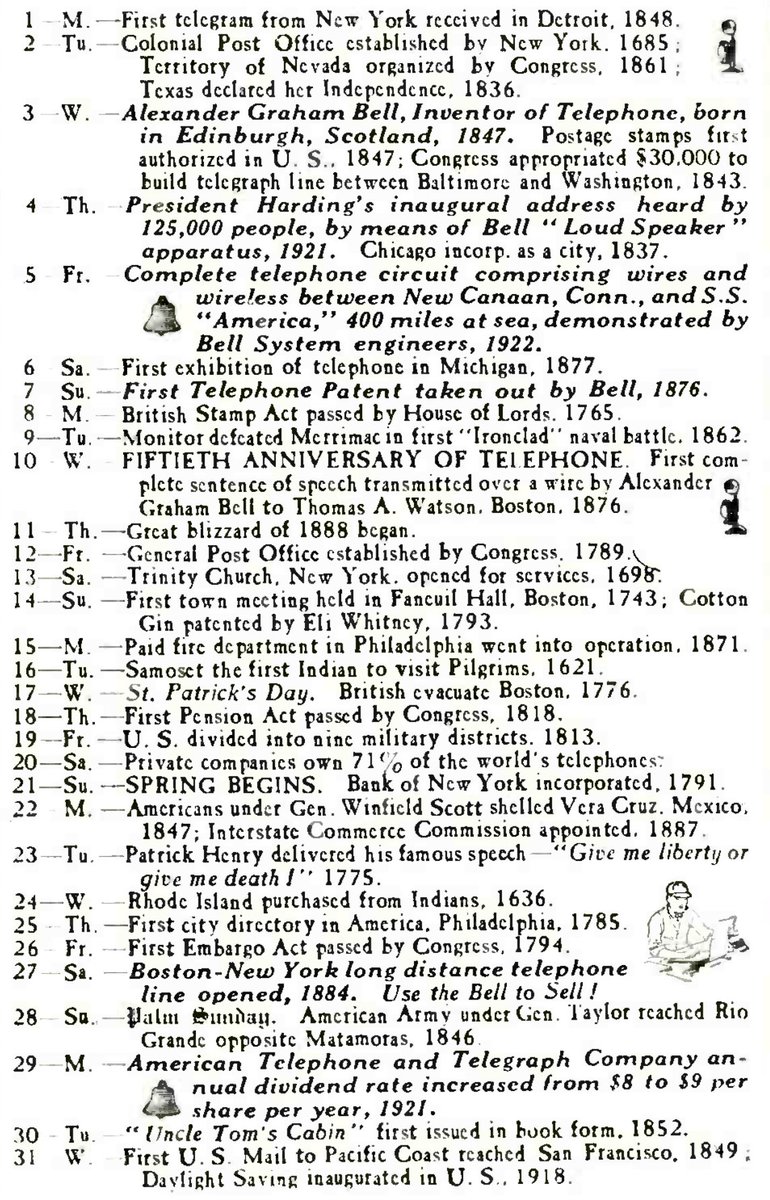 1 M. —First telegram from New York received in Detroit, 1848.
2 Tu. —Colonial Post Office established by New York. 1685;
Territory of Nevada organized by Congress, 1861;
Texas declared her Independence, 1836.
3 W. —Alexander Graham Bell, Inventor of Telephone, born
in Edinburgh, Scotland, 1847. Postage stamps first
authorized in U. S., 1847; Congress appropriated $30,000 to
build telegraph line between Baltimore and Washington, 1843.
4 Th. —President Harding's inaugural address heard by
125,000 people, by means of Bell "Loud Speaker"
apparatus, 1921. Chicago incorp. as a city, 1837.
5 Fr. —Complete telephone circuit comprising wires and
wireless between New Canaan, Conn., and S.S.
"America," 400 miles at sea, demonstrated by
Bell System engineers, 1922.
6 Sa. —First exhibition of telephone in Michigan, 1877.
7 Su. —First Telephone Patent taken out by Bell, 1876.
8 M. —British Stamp Act passed by House of Lords. 1765.
9—Tu.—Monitor defeated Merrimac in first "Ironclad" naval battle. 1862.
10 W. FIFTIETH ANNIVERSARY OF TELEPHONE. First com-
plete sentence of speech transmitted over a wire by Alexander
Graham Bell to Thomas A. Watson, Boston, 1876.
11 Th.—Great blizzard of 1888 began.
12—Fr. —General Post Office established by Congress, 1789.
13—Sa. —Trinity Church, New York, opened for services, 1698.
14—Su. —First town meeting held in Faneuil Hall, Boston, 1743; Cotton
Gin patented by Eli Whitney, 1793.
15—M. —Paid fire department in Philadelphia went into operation, 1871.
16—Tu.—Samoset the first Indian to visit Pilgrims, 1621.
17—W. —St. Patrick's Day. British evacuate Boston, 1776.
18—Th.—First Pension Act passed by Congress, 1818.
19—Fr. —U. S. divided into nine military districts. 1813.
20—Sa. —Private companies own 71% of the world's telephones.
21—Su. —SPRING BEGINS. Bank of New York incorporated, 1791.
22 M. —Americans under Gen. Winfield Scott shelled Vera Cruz, Mexico,
1847; Interstate Commerce Commission appointed, 1887.
23—Tu.—Patrick Henry delivered his famous speech—"Give me liberty or
give me death!" 1775.
24—W. —Rhode Island purchased from Indians, 1636.
25 Th.—First city directory in America, Philadelphia, 1785.
26 Fr. —First Embargo Act passed by Congress, 1794.
27 Sa. —Boston-New York long distance telephone
line opened, 1884. Use the Bell to Sell!
28 Su.—Palm Sunday. American Army under Gen. Taylor reached Rio
Grande opposite Matamoras, 1846
29—M. —American Telephone and Telegraph Company an-
nual dividend rate increased from $8 to $9 per
share per year, 1921.
30 Tu. —"Uncle Tom's Cabin" first issued in book form, 1852.
31 W. First U. S. Mail to Pacific Coast reached San Francisco, 1849;
Daylight Saving inaugurated in U. S., 1918.